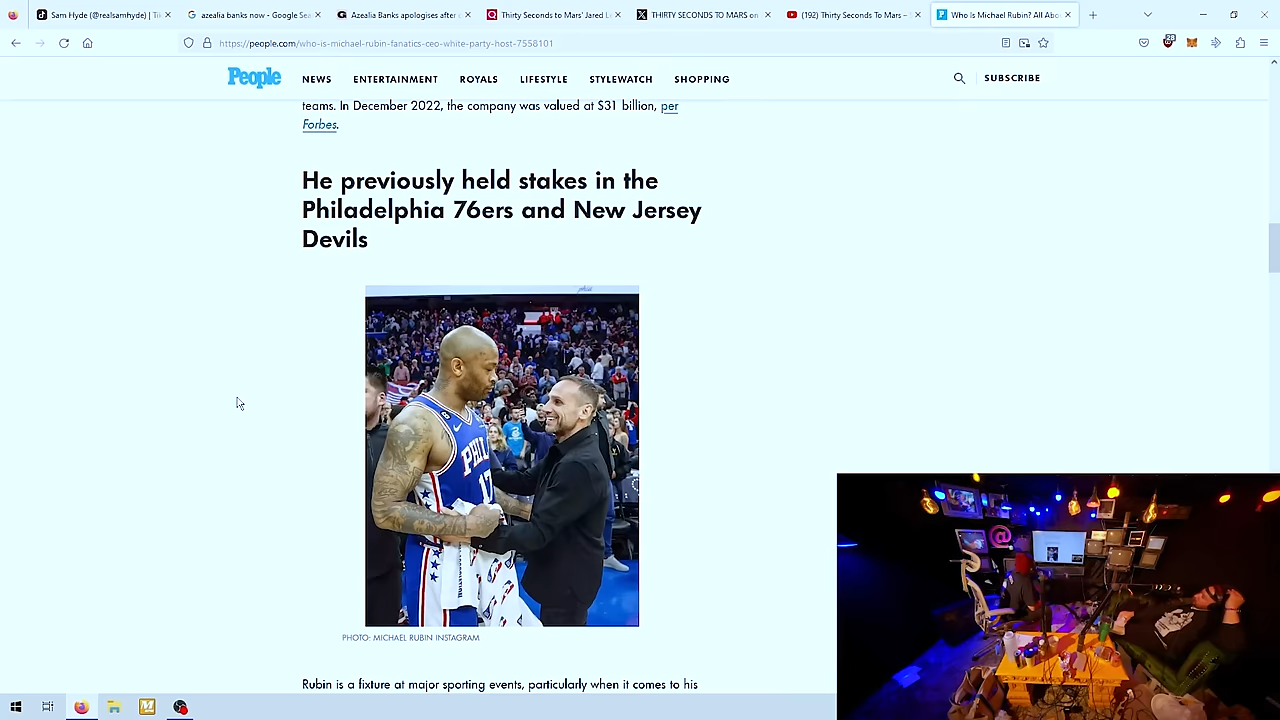 Sam Hyde (@realsamhyde) | Ti
azealia banks now - Google Sea
Azealia Banks apologises after
Thirty Seconds to Mars' Jared L
THIRTY SECONDS TO MARS on
(192) Thirty Seconds To Mars –
Who Is Michael Rubin? All Abo
https://people.com/who-is-michael-rubin-fanatics-ceo-white-party-host-7558101
28
People
NEWS
ENTERTAINMENT
ROYALS
LIFESTYLE
STYLEWATCH
SHOPPING
SUBSCRIBE
teams. In December 2022, the company was valued at $31 billion, per
Forbes.
He previously held stakes in the
Philadelphia 76ers and New Jersey
Devils
PHIL
17
PHOTO: MICHAEL RUBIN INSTAGRAM
Rubin is a fixture at major sporting events, particularly when it comes to his
@